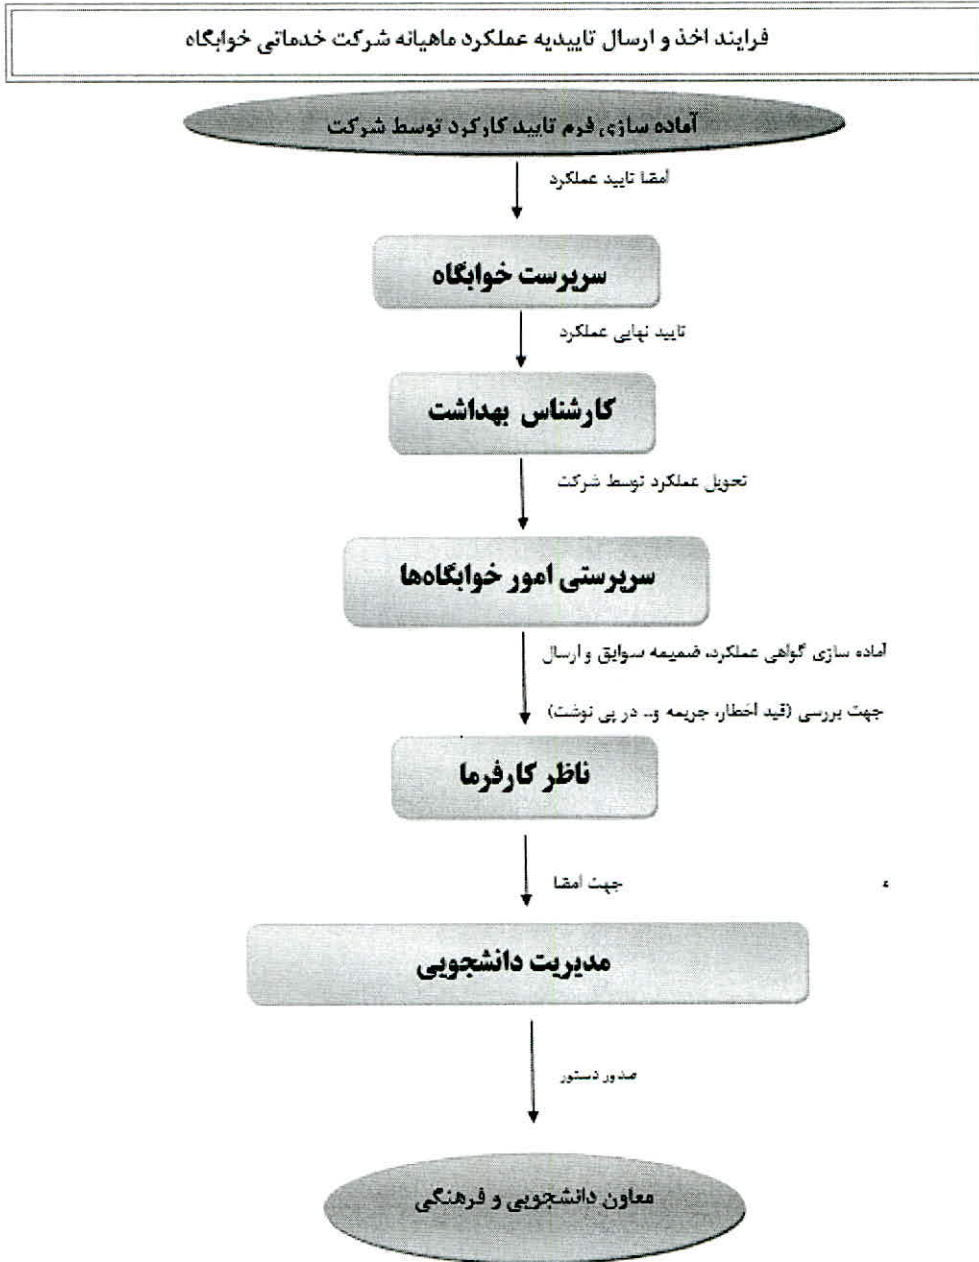 فرایند اخذ و ارسال تاییدیه عملکرد ماهیانه شرکت خدماتی خوابگاه
آماده سازی فرم تایید کارکرد توسط شرکت
امضا تایید عملکرد
سرپرست خوابگاه
تایید نهایی عملکرد
کارشناس بهداشت
تحویل عملکرد توسط شرکت
سرپرستی امور خوابگاه‌ها
آماده سازی گواهی عملکرد، ضمیمه سوابق و ارسال
جهت بررسی (قید اخطار، جریمه و.. در پی نوشت)
ناظر کارفرما
جهت امضا
مدیریت دانشجویی
صدور دستور
معاون دانشجویی و فرهنگی